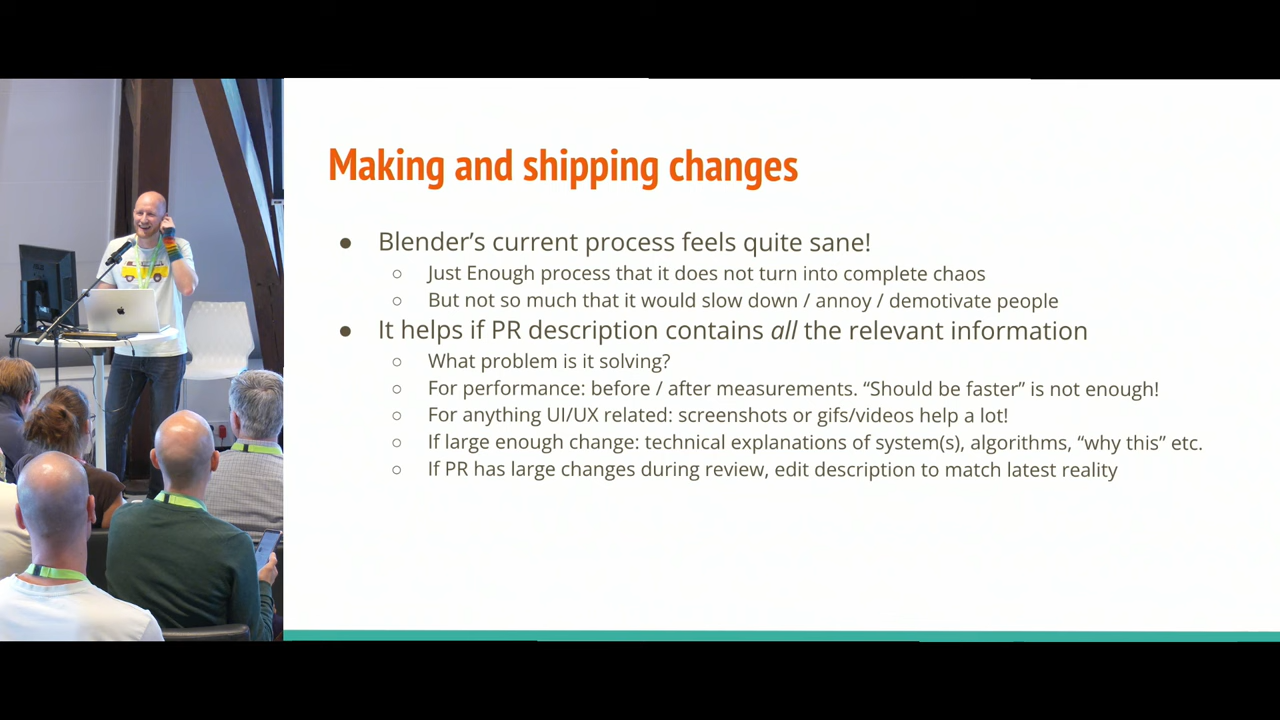 Making and shipping changes
● Blender’s current process feels quite sane!
○ Just Enough process that it does not turn into complete chaos
○ But not so much that it would slow down / annoy / demotivate people
● It helps if PR description contains all the relevant information
○ What problem is it solving?
○ For performance: before / after measurements. “Should be faster” is not enough!
○ For anything UI/UX related: screenshots or gifs/videos help a lot!
○ If large enough change: technical explanations of system(s), algorithms, “why this” etc.
○ If PR has large changes during review, edit description to match latest reality